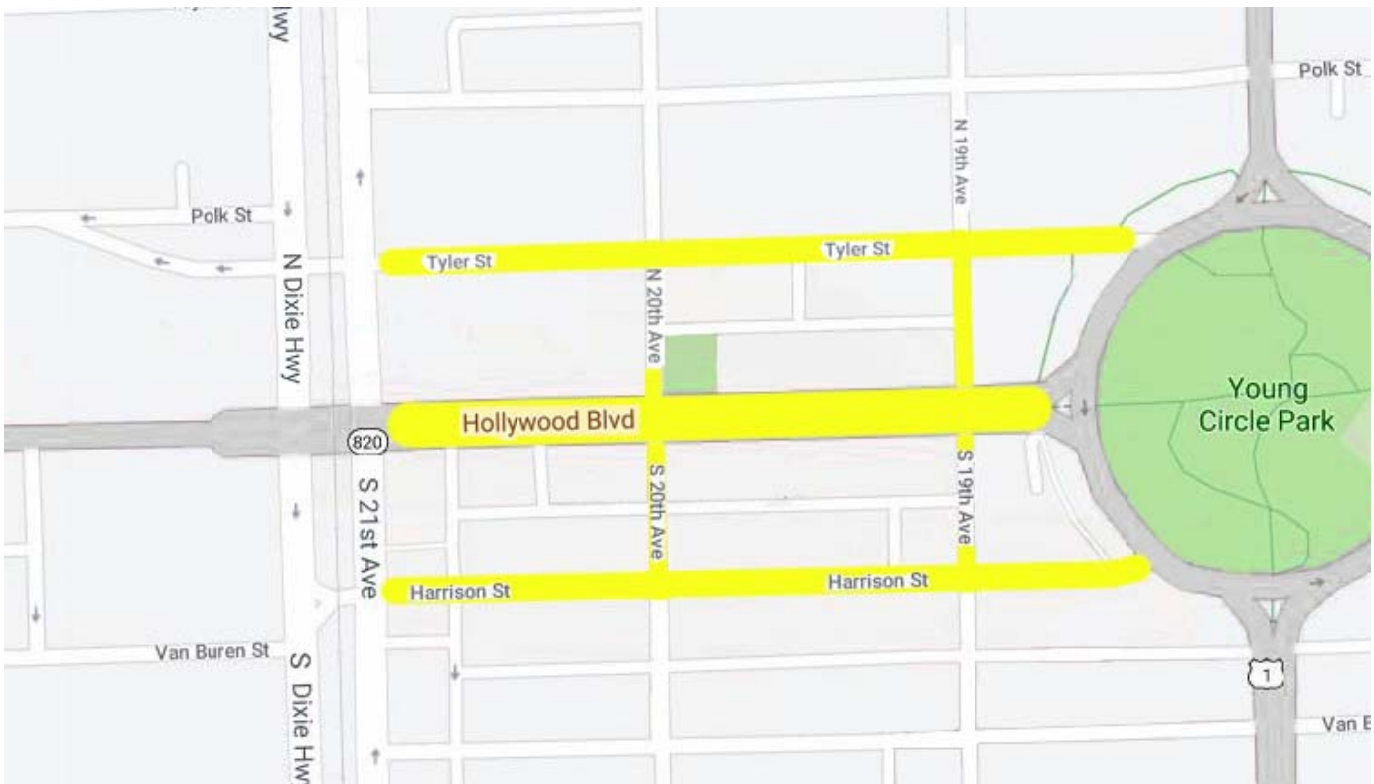 Hwy
Polk St
N 19th Ave
Polk St
Tyler St
Tyler St
N Dixie Hwy
N 20th Ave
Young
Circle Park
Hollywood Blvd
820
S 21st Ave
S 20th Ave
S 19th Ave
Harrison St
Harrison St
Van Buren St
S Dixie Hw
1
Van B